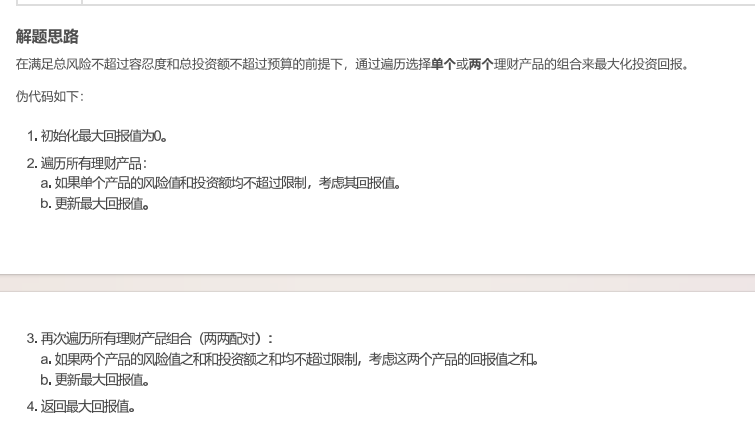 解题思路
在满足总风险不超过容忍度和总投资额不超过预算的前提下，通过遍历选择单个或两个理财产品的组合来最大化投资回报。
伪代码如下：
1. 初始化最大回报值为0。
2. 遍历所有理财产品：
a. 如果单个产品的风险值和投资额均不超过限制，考虑其回报值。
b. 更新最大回报值。
3. 再次遍历所有理财产品组合（两两配对）：
a. 如果两个产品的风险值之和和投资额之和均不超过限制，考虑这两个产品的回报值之和。
b. 更新最大回报值。
4. 返回最大回报值。